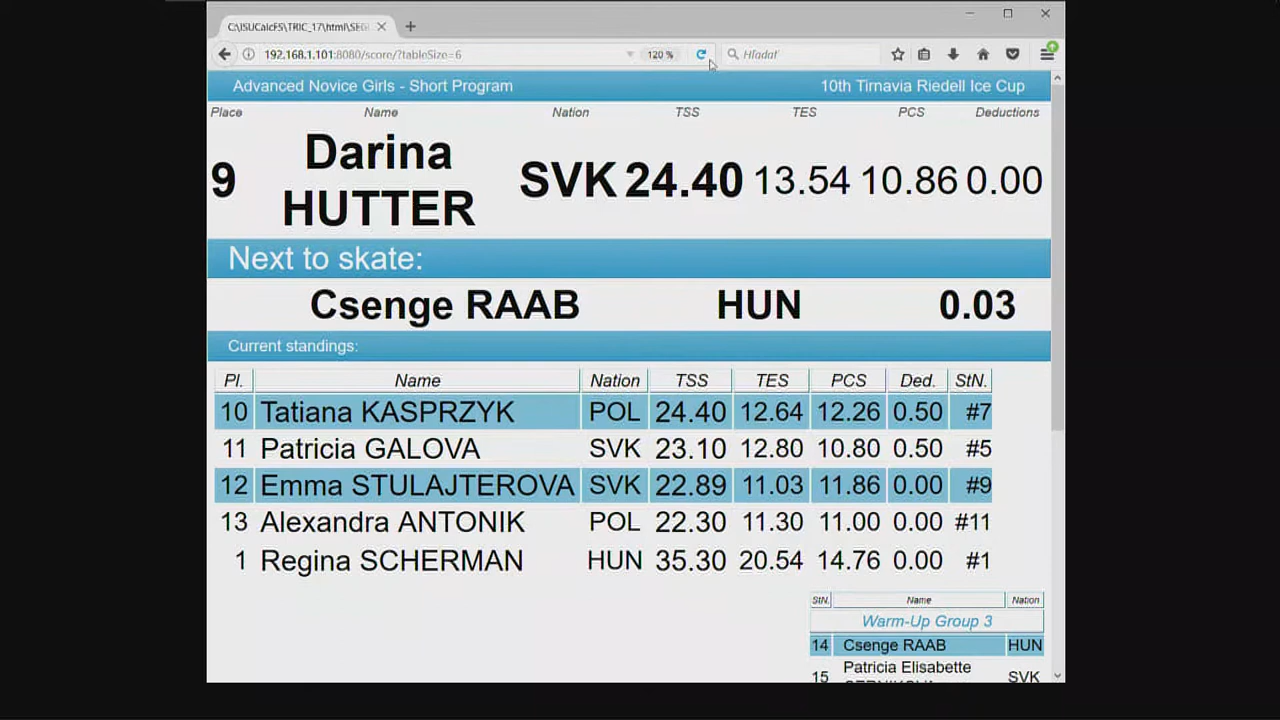 C:\ISUCalcFS\TRIC_17\html\SEG
192.168.1.101:8080/score/?tableSize=6
120 %
Hľadať
Advanced Novice Girls - Short Program 10th Tirnavia Riedell Ice Cup
Place Name Nation TSS TES PCS Deductions
9 Darina HUTTER SVK 24.40 13.54 10.86 0.00
Next to skate:
Csenge RAAB HUN 0.03
Current standings:
Pl. Name Nation TSS TES PCS Ded. StN.
10 Tatiana KASPRZYK POL 24.40 12.64 12.26 0.50 #7
11 Patricia GALOVA SVK 23.10 12.80 10.80 0.50 #5
12 Emma STULAJTEROVA SVK 22.89 11.03 11.86 0.00 #9
13 Alexandra ANTONIK POL 22.30 11.30 11.00 0.00 #11
1 Regina SCHERMAN HUN 35.30 20.54 14.76 0.00 #1
StN. Name Nation
Warm-Up Group 3
14 Csenge RAAB HUN
15 Patricia Elisabette SVK